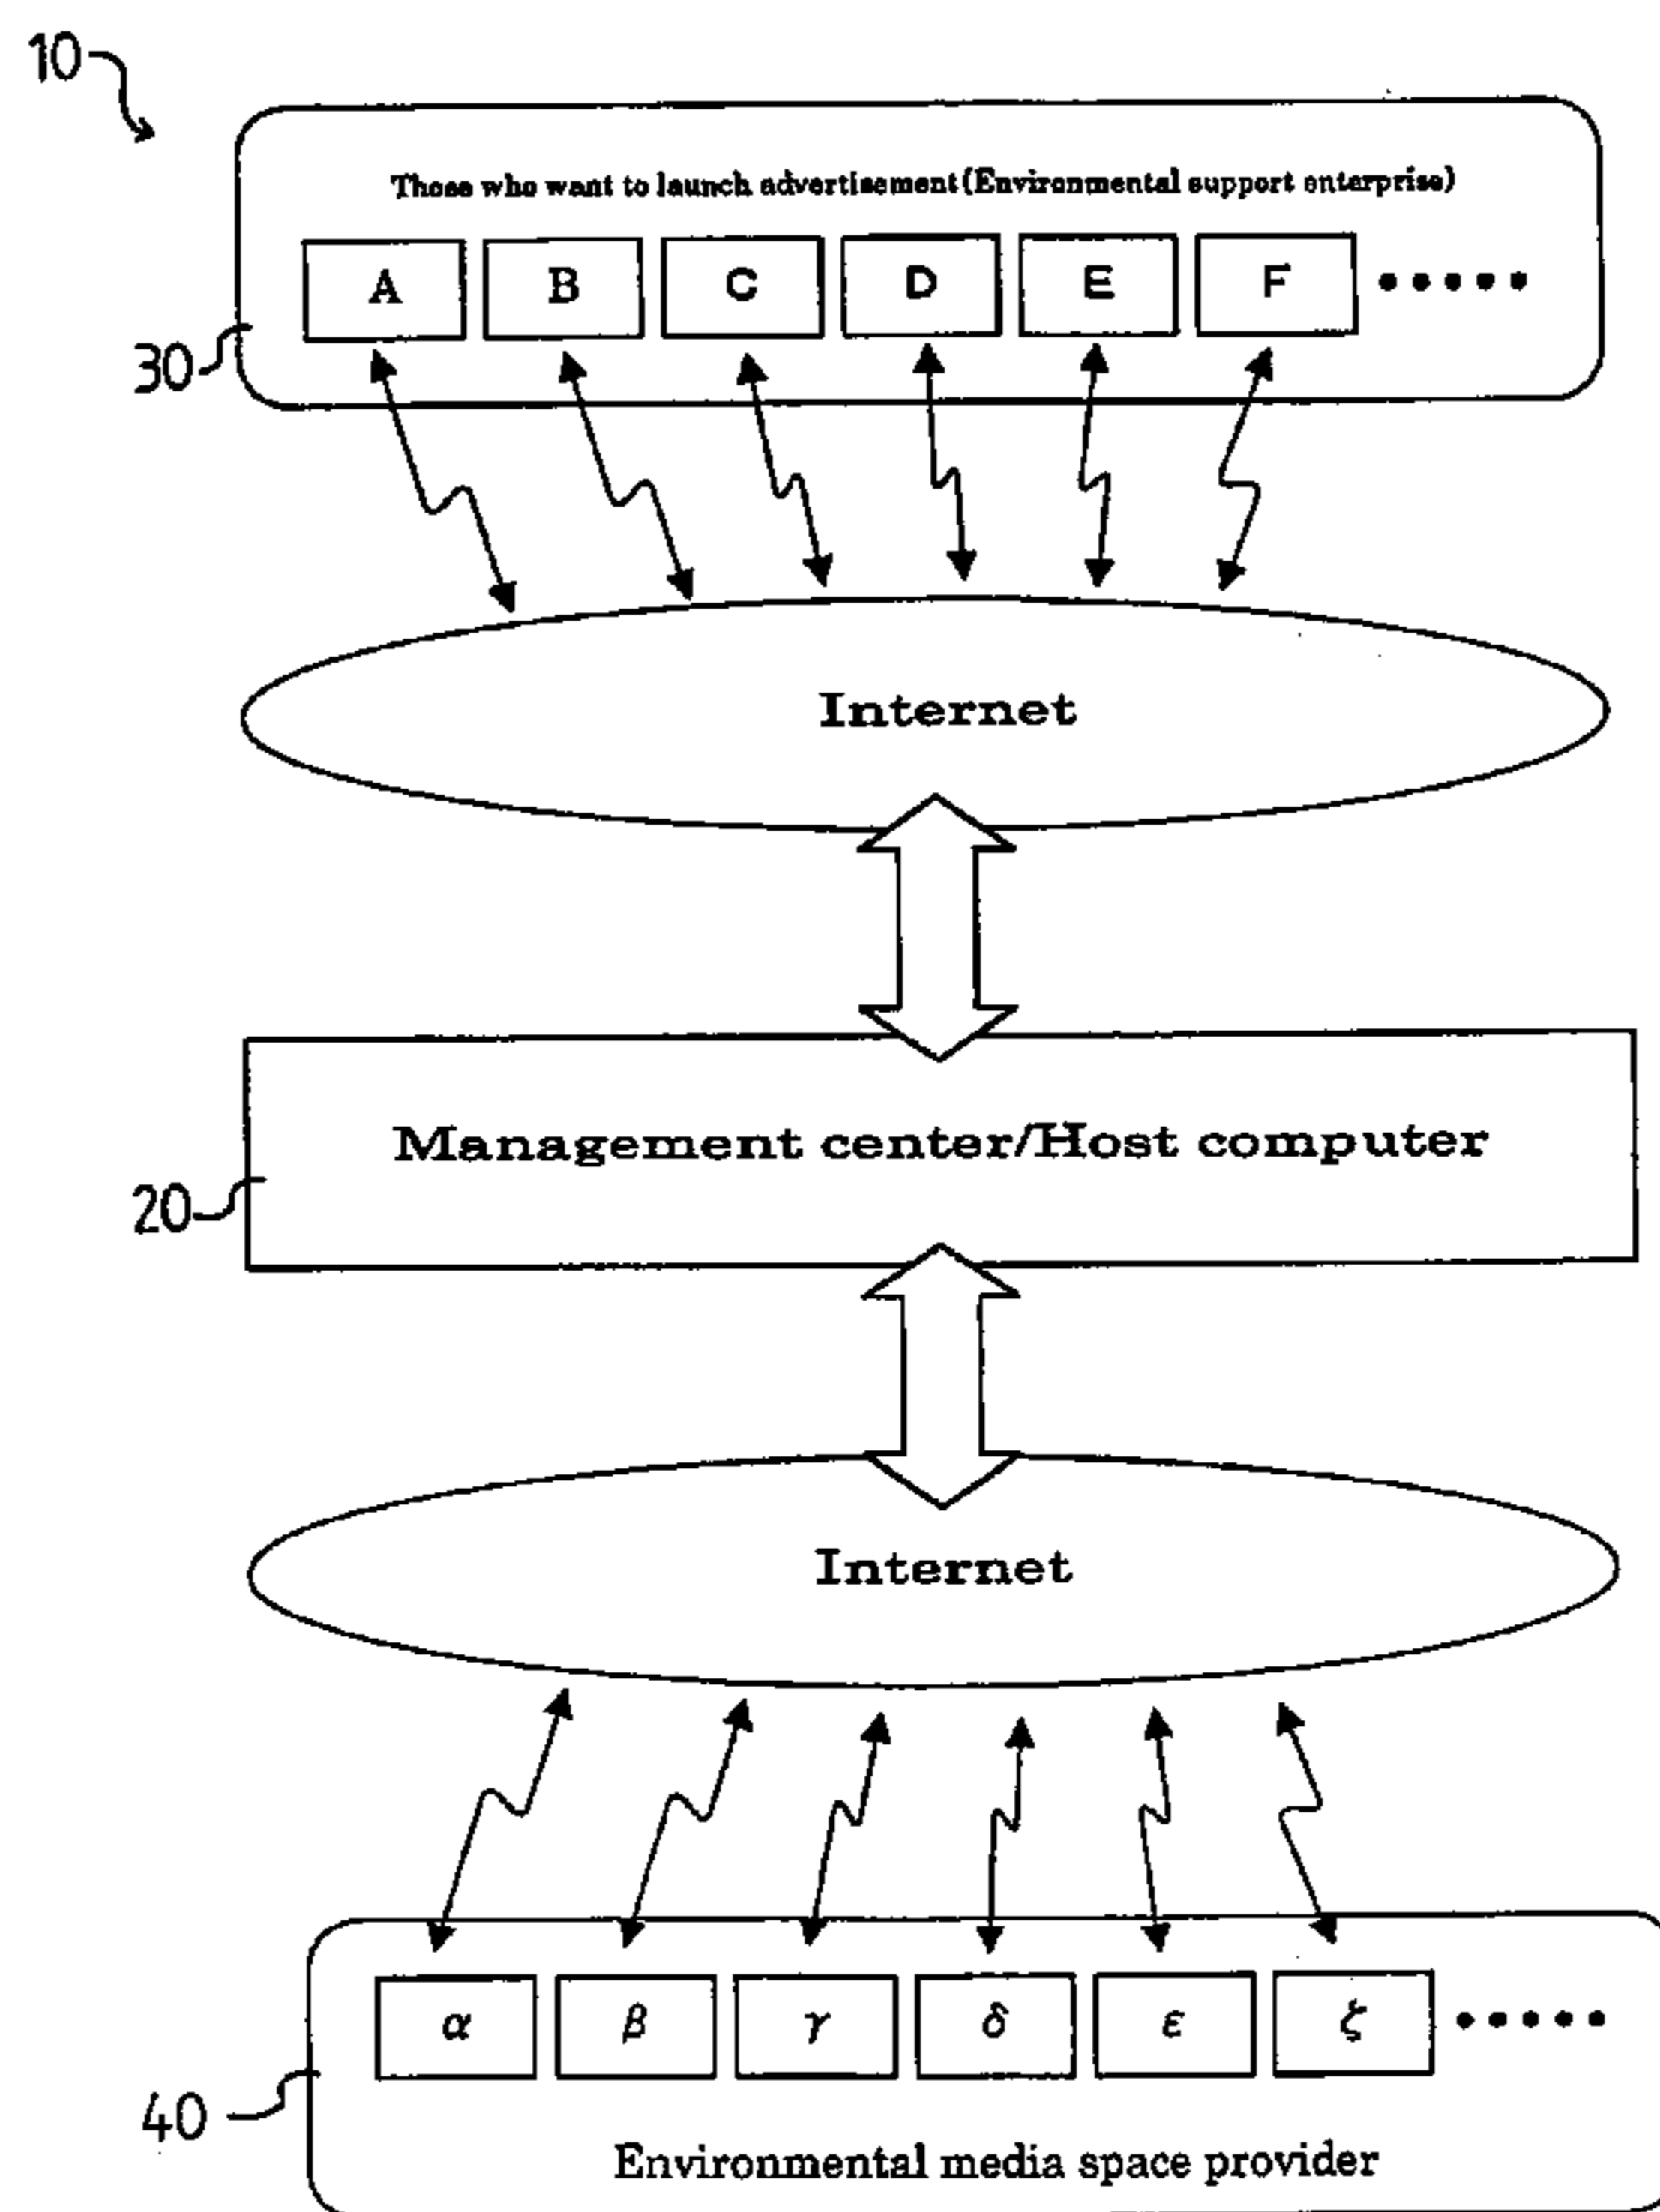 10
Those who want to launch advertisement(Environmental support enterprise)
A B C D E F •••••
30
Internet
Management center/Host computer
20
Internet
α β γ δ ε ζ •••••
40
Environmental media space provider